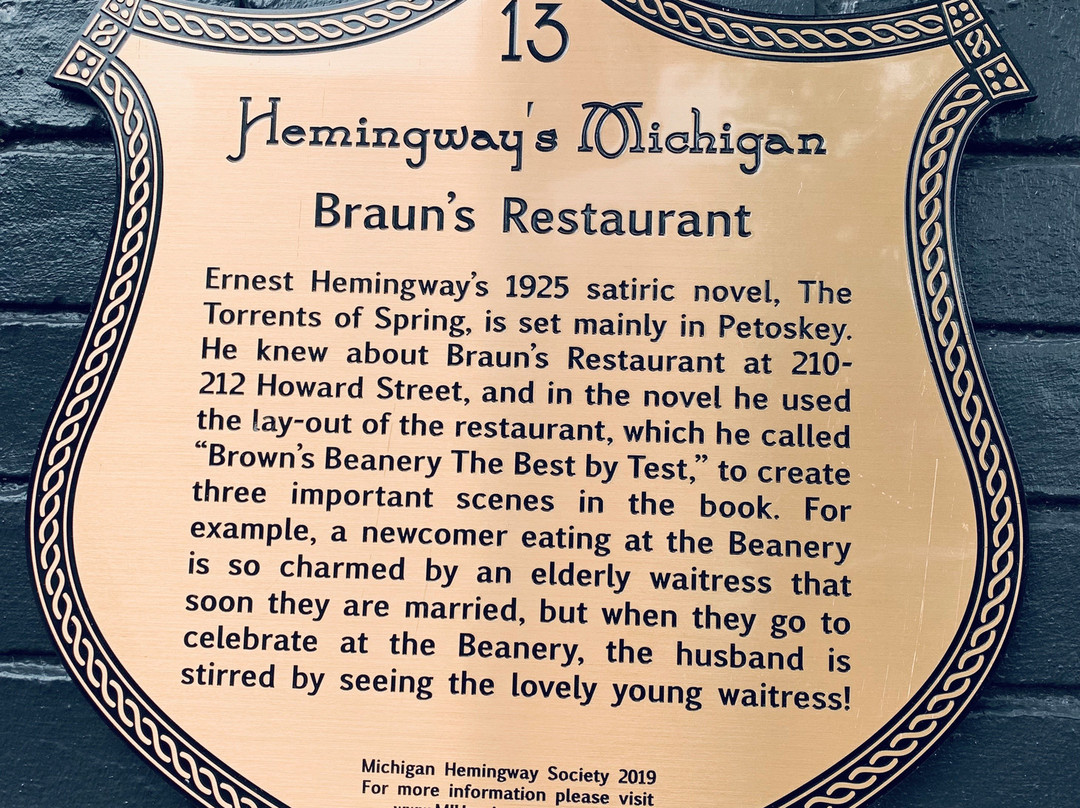 13
Hemingway's Michigan
Braun's Restaurant
Ernest Hemingway's 1925 satiric novel, The
Torrents of Spring, is set mainly in Petoskey.
He knew about Braun's Restaurant at 210-
212 Howard Street, and in the novel he used
the lay-out of the restaurant, which he called
“Brown's Beanery The Best by Test,” to create
three important scenes in the book. For
example, a newcomer eating at the Beanery
is so charmed by an elderly waitress that
soon they are married, but when they go to
celebrate at the Beanery, the husband is
stirred by seeing the lovely young waitress!
Michigan Hemingway Society 2019
For more information please visit